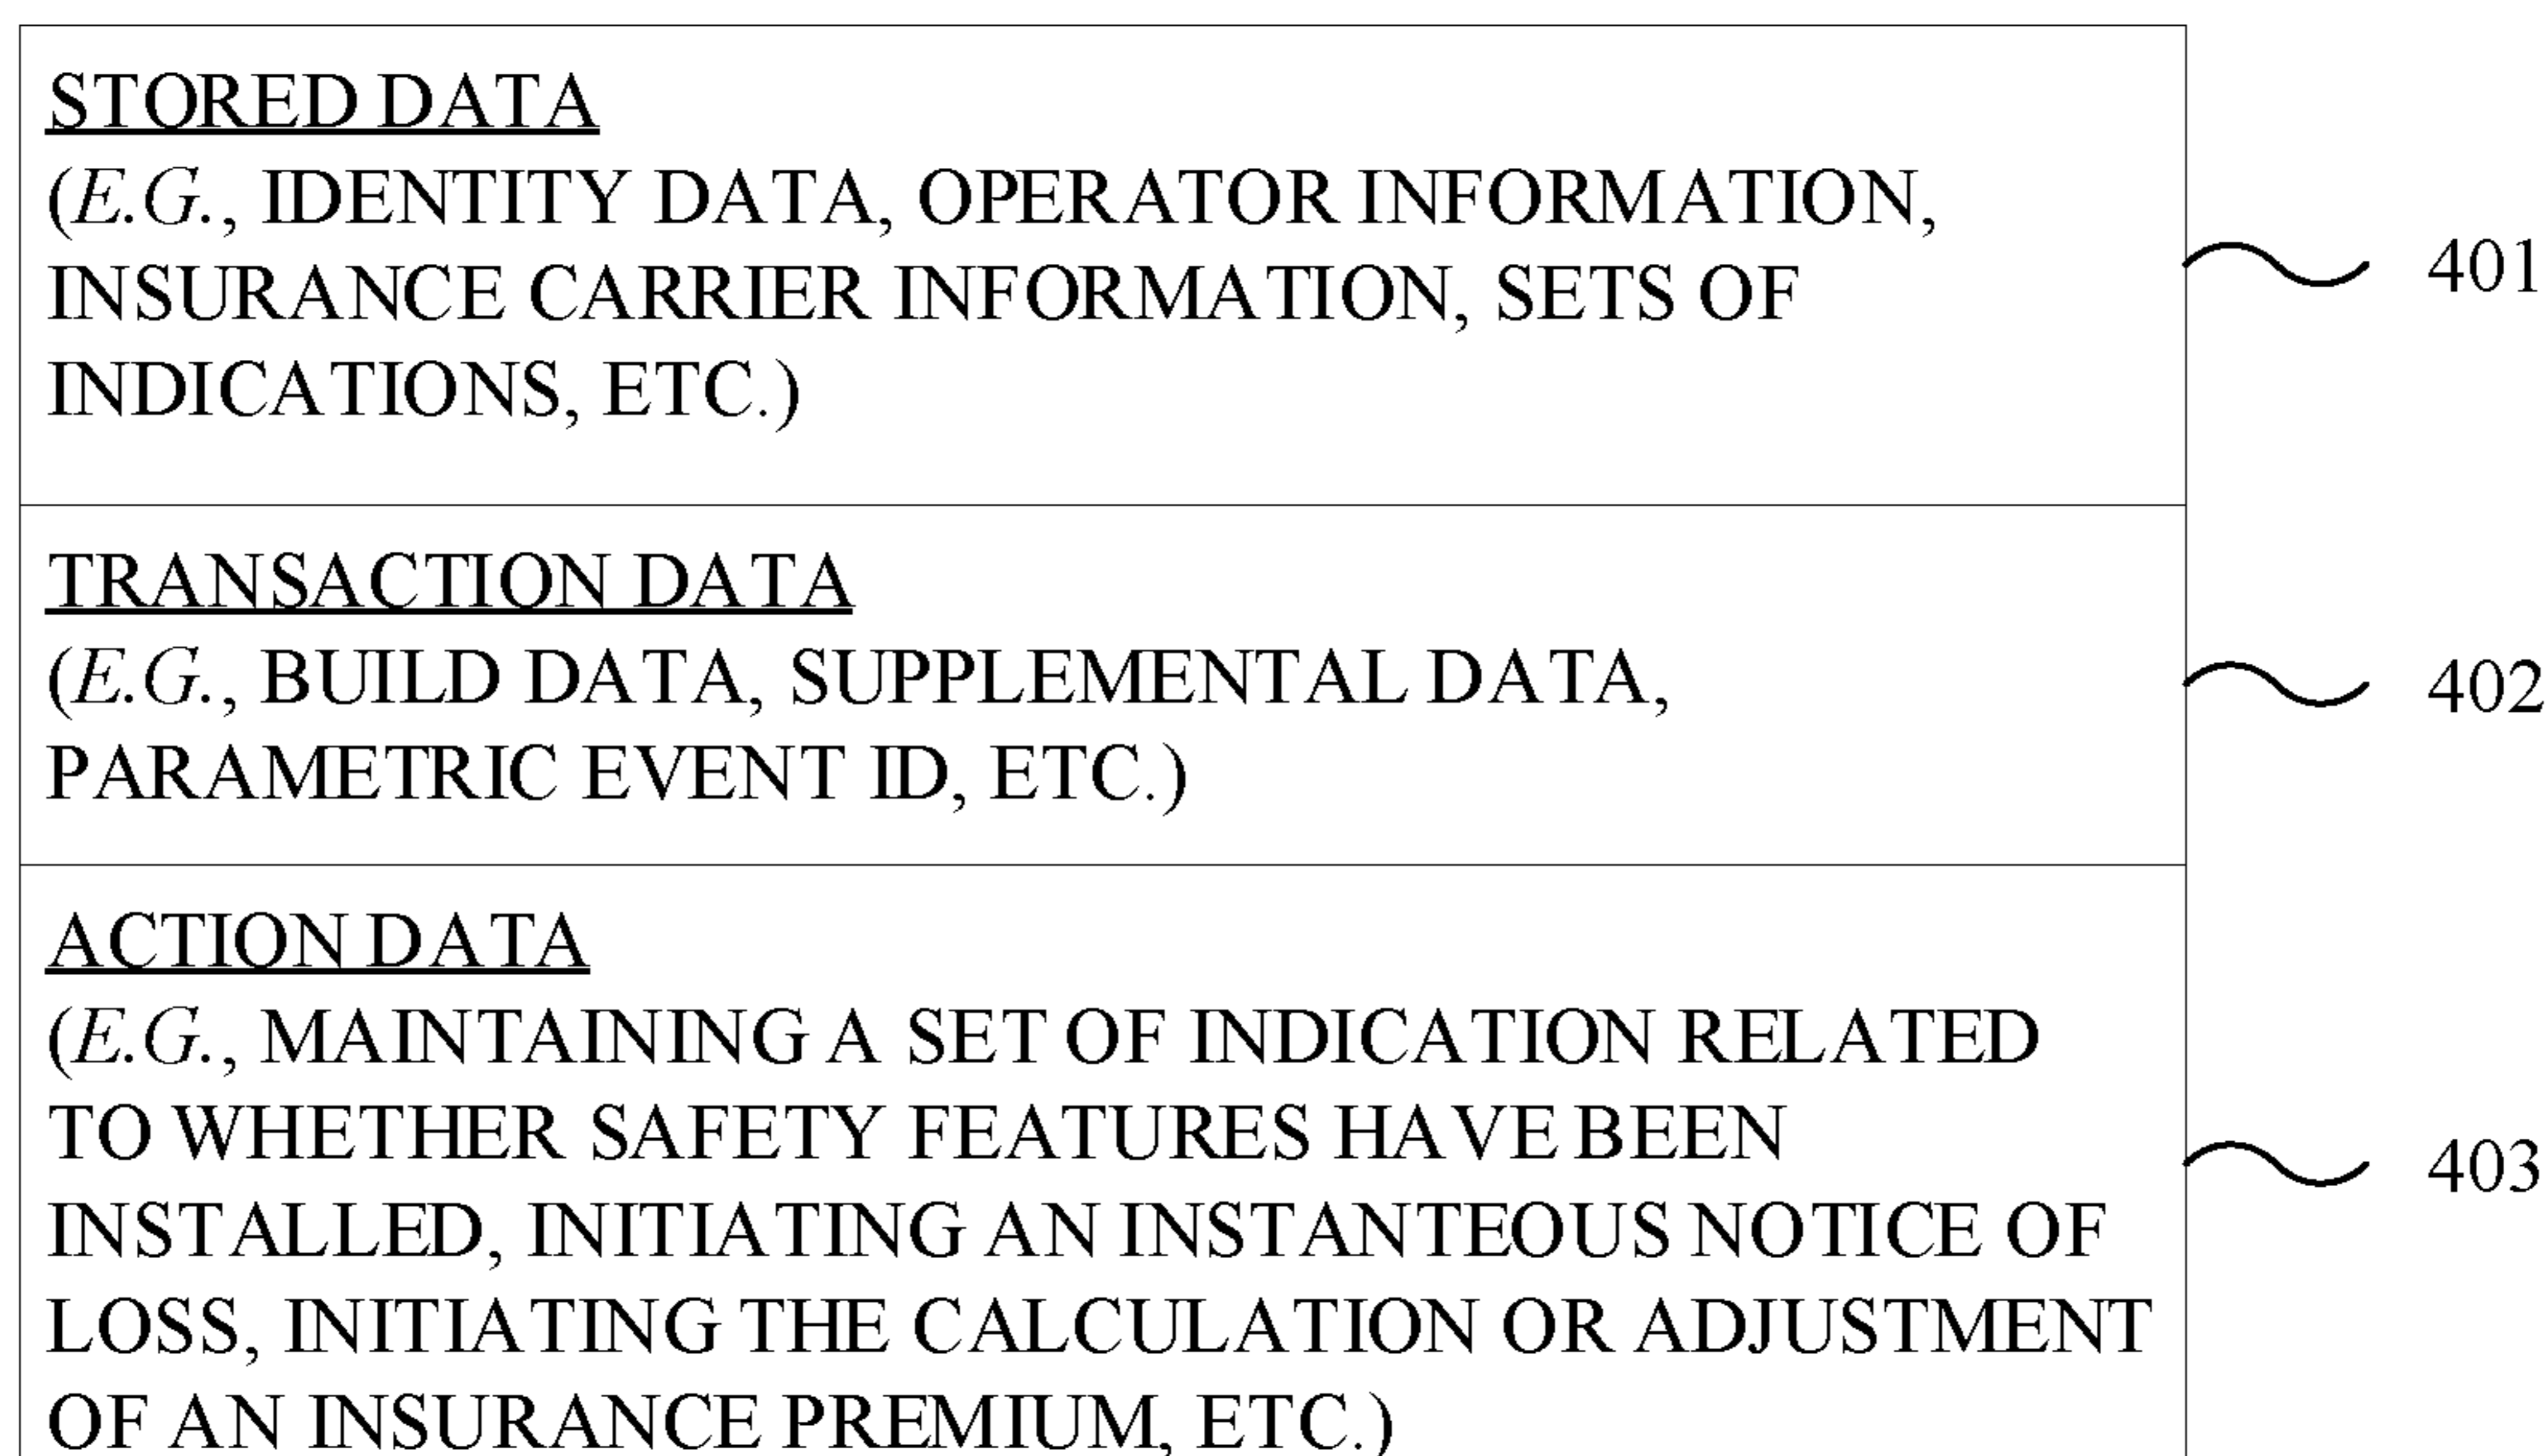 STORED DATA
(E.G., IDENTITY DATA, OPERATOR INFORMATION,
INSURANCE CARRIER INFORMATION, SETS OF
INDICATIONS, ETC.)
401
TRANSACTION DATA
(E.G., BUILD DATA, SUPPLEMENTAL DATA,
PARAMETRIC EVENT ID, ETC.)
402
ACTION DATA
(E.G., MAINTAINING A SET OF INDICATION RELATED
TO WHETHER SAFETY FEATURES HAVE BEEN
INSTALLED, INITIATING AN INSTANTEOUS NOTICE OF
LOSS, INITIATING THE CALCULATION OR ADJUSTMENT
OF AN INSURANCE PREMIUM, ETC.)
403